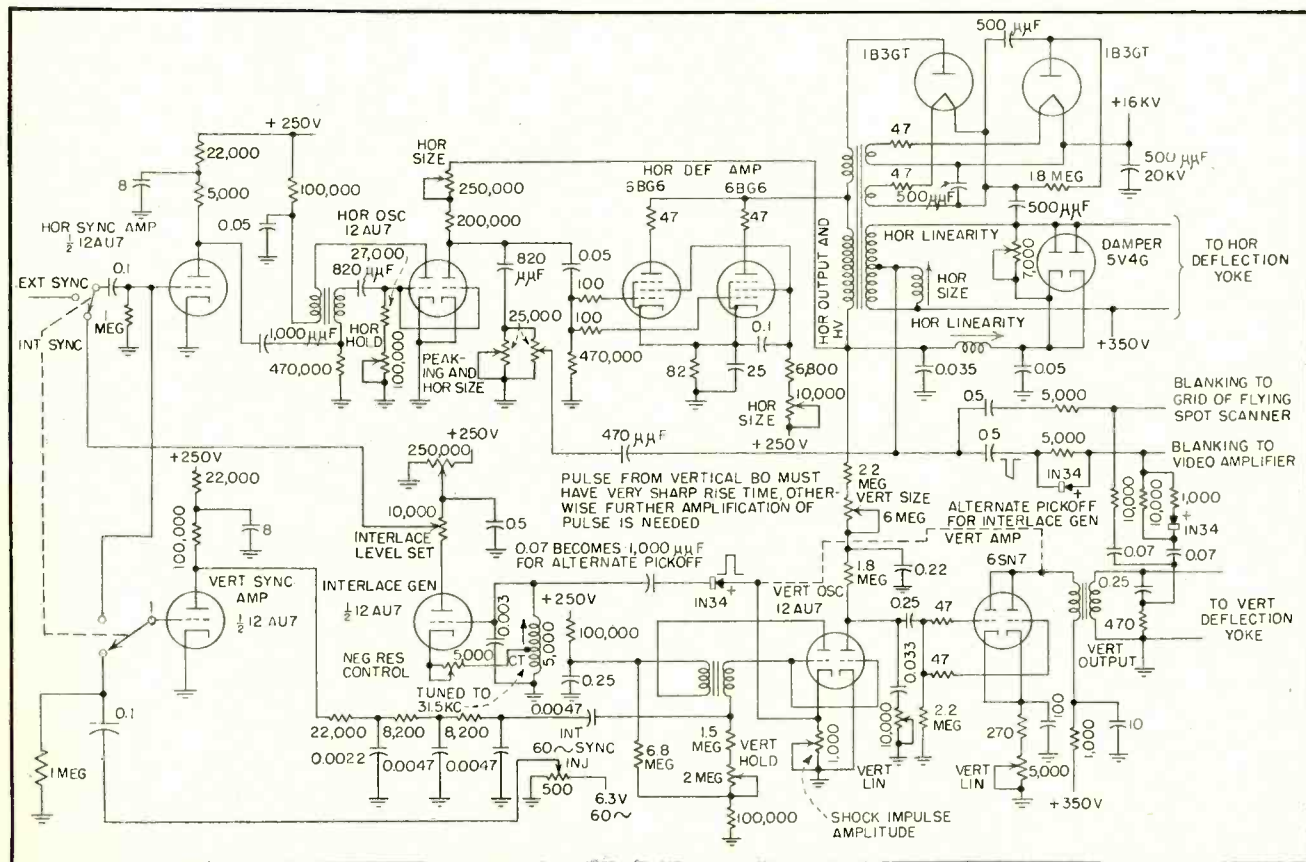 500
μμF
1B3GT
1B3GT
+16KV
47
47
500 μμF
20KV
18 MEG
500μμF
500μμF
+250V
22,000
8
5,000
100,000
0.05
HOR SYNC AMP
½ 12AU7
EXT SYNC
0.1
1
MEG
INT SYNC
1,000 μμF
470,000
HOR OSC
12AU7
27,000
820
μμF
HOR
HOLD
100,000
HOR
SIZE
250,000
200,000
820
μμF
25,000
PEAK-
ING AND
HOR SIZE
0.05
100
100
470,000
HOR DEF AMP
6BG6
6BG6
47
47
82
25
0.1
6,800
10,000
HOR
SIZE
+250V
HOR OUTPUT AND
HV
HOR LINEARITY
7,000
DAMPER
5V4G
TO HOR
DEFLECTION
YOKE
HOR
SIZE
HOR LINEARITY
+350V
0.035
0.05
0.5
5,000
BLANKING TO
GRID OF FLYING
SPOT SCANNER
0.5
5,000
1N34
+
BLANKING TO
VIDEO AMPLIFIER
10,000
10,000
1,000
+
1N34
0.07
0.07
470 μμF
+250V
22,000
100,000
8
VERT SYNC
AMP
½ 12AU7
+250V
250,000
10,000
0.5
INTERLACE
LEVEL SET
INTERLACE GEN
½ 12AU7
PULSE FROM VERTICAL BO MUST
HAVE VERY SHARP RISE TIME, OTHER-
WISE FURTHER AMPLIFICATION OF
PULSE IS NEEDED
0.07 BECOMES 1,000 μμF
FOR ALTERNATE PICKOFF
1N34
+
2.2
MEG
VERT SIZE
6 MEG
1.8
MEG
0.22
ALTERNATE PICKOFF
FOR INTERLACE GEN
VERT AMP
6SN7
VERT OSC
12AU7
0.25
47
47
0.033
10,000
2.2
MEG
VERT
LIN
270
VERT
LIN
5,000
100
1,000
10
+350V
VERT
OUTPUT
0.25
470
TO VERT
DEFLECTION
YOKE
NEG RES
CONTROL
5,000
0.003
CT
5,000
TUNED TO
31.5KC
+250V
100,000
0.25
0.1
1 MEG
22,000
8,200
8,200
0.0022
0.0047
0.0047
0.0047
INT
60~ SYNC
INJ
500
6.3V
60~
6.8
MEG
1.5
MEG
VERT
HOLD
2 MEG
100,000
1,000
SHOCK IMPULSE
AMPLITUDE